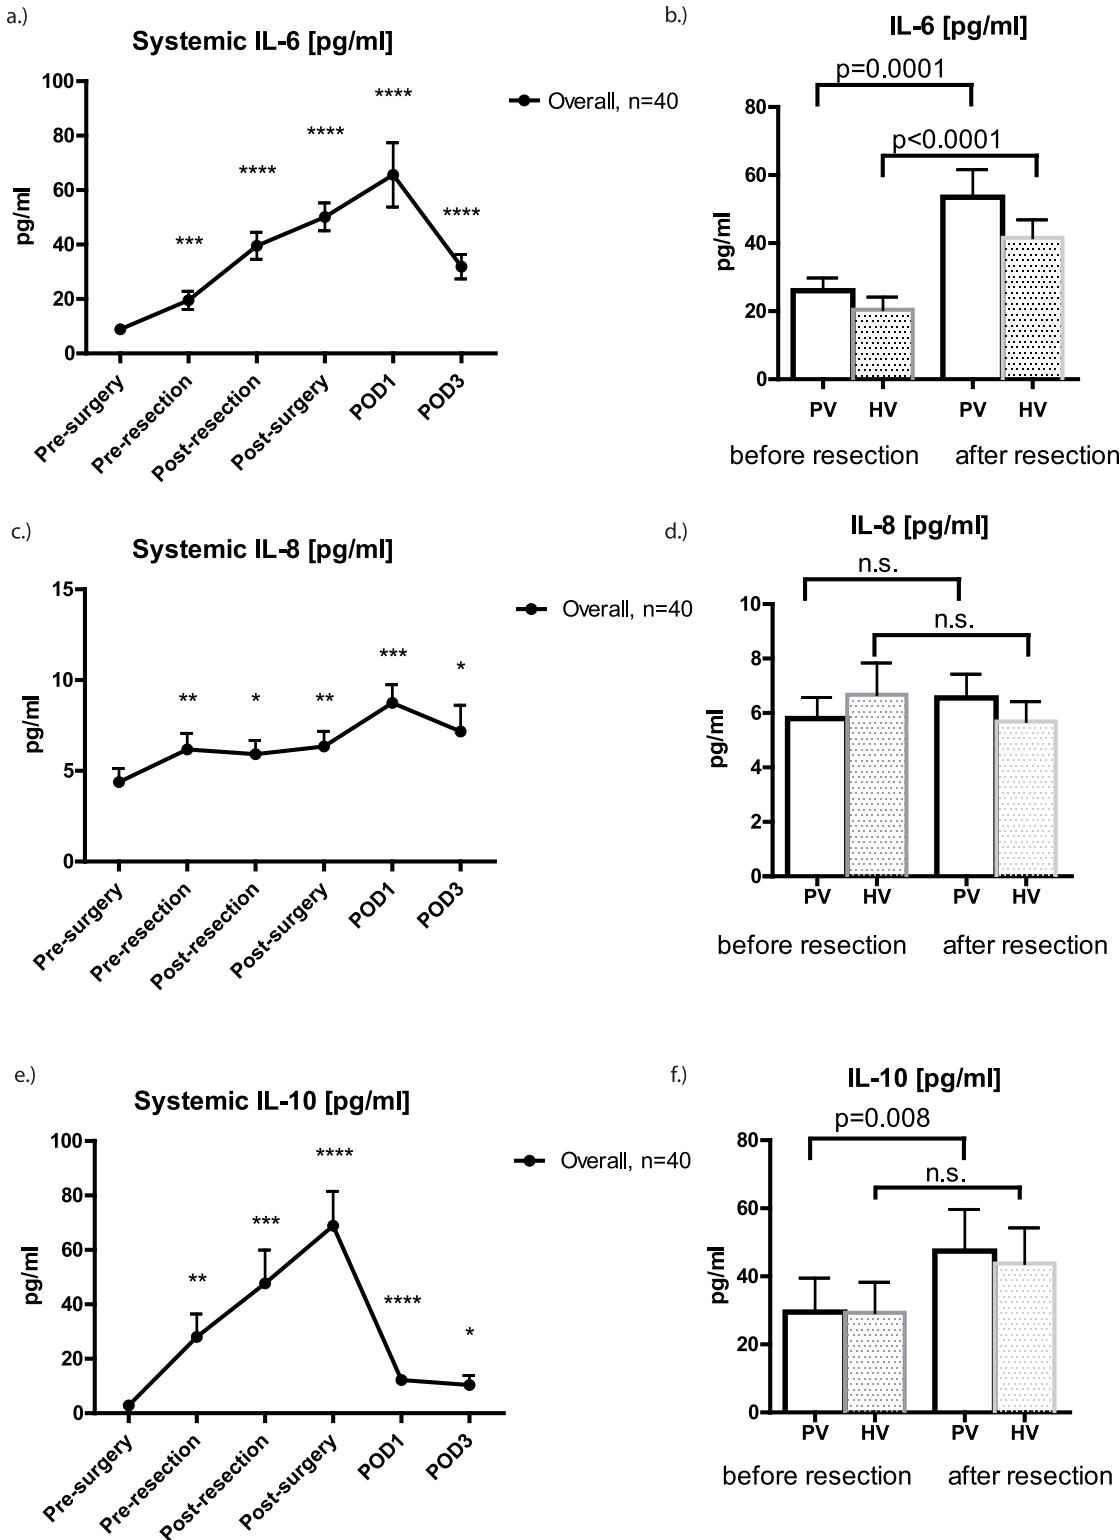 a.)
Systemic IL-6 [pg/ml]
100
80
60
40
20
0
pg/ml
***
****
****
****
****
Overall, n=40
Pre-surgery
Pre-resection
Post-resection
Post-surgery
POD1
POD3
b.)
IL-6 [pg/ml]
p=0.0001
p<0.0001
80
60
40
20
0
pg/ml
PV HV PV HV
before resection after resection
c.)
Systemic IL-8 [pg/ml]
15
10
5
0
pg/ml
**
*
**
***
*
Overall, n=40
Pre-surgery
Pre-resection
Post-resection
Post-surgery
POD1
POD3
d.)
IL-8 [pg/ml]
n.s.
n.s.
10
8
6
4
2
0
pg/ml
PV HV PV HV
before resection after resection
e.)
Systemic IL-10 [pg/ml]
100
80
60
40
20
0
pg/ml
**
***
****
****
*
Overall, n=40
Pre-surgery
Pre-resection
Post-resection
Post-surgery
POD1
POD3
f.)
IL-10 [pg/ml]
p=0.008
n.s.
80
60
40
20
0
pg/ml
PV HV PV HV
before resection after resection